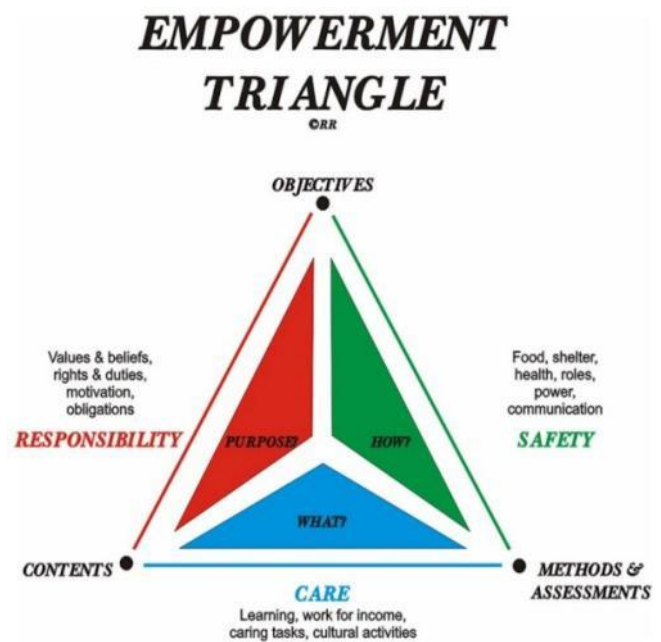 EMPOWERMENT
TRIANGLE
©RR
OBJECTIVES
Values & beliefs,
rights & duties,
motivation,
obligations
RESPONSIBILITY
PURPOSE?
HOW?
Food, shelter,
health, roles,
power,
communication
SAFETY
WHAT?
CONTENTS
METHODS &
ASSESSMENTS
CARE
Learning, work for income,
caring tasks, cultural activities